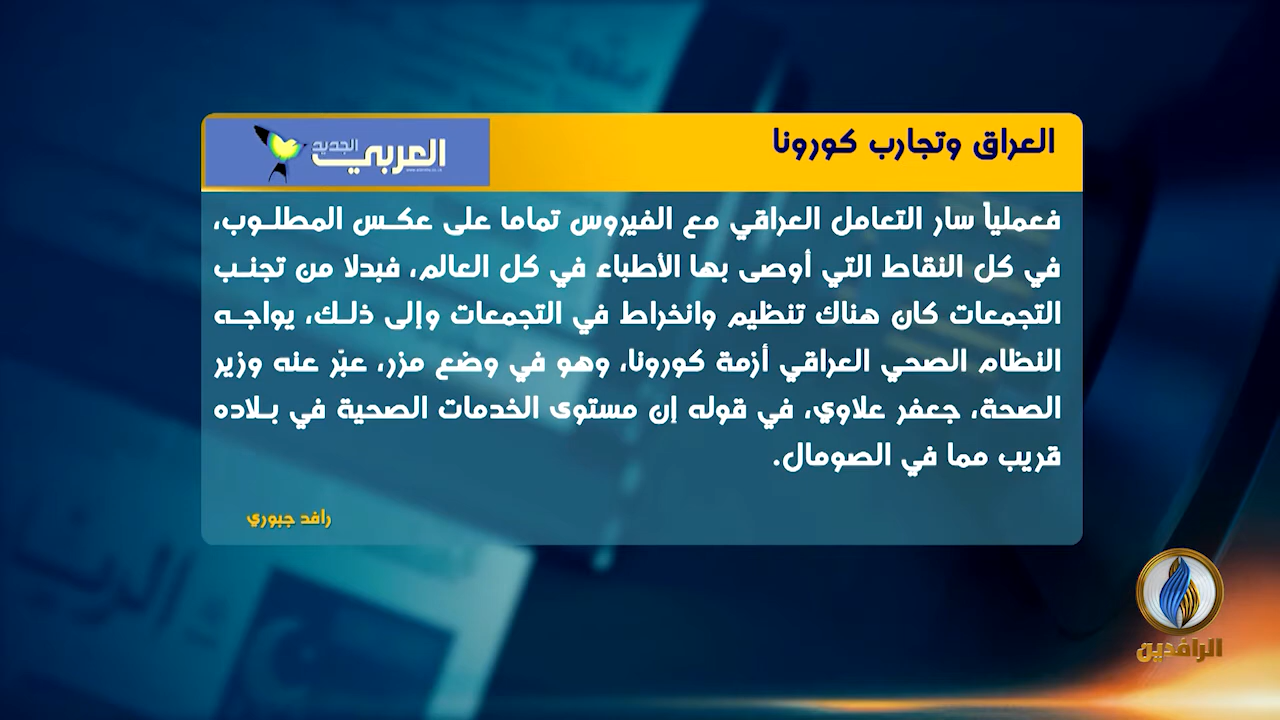 العراق وتجارب كورونا
العربي الجديد
فعملياً سار التعامل العراقي مع الفيروس تماما على عكس المطلوب،
في كل النقاط التي أوصى بها الأطباء في كل العالم، فبدلا من تجنب
التجمعات كان هناك تنظيم وانخراط في التجمعات وإلى ذلك، يواجه
النظام الصحي العراقي أزمة كورونا، وهو في وضع مزر، عبّر عنه وزير
الصحة، جعفر علاوي، في قوله إن مستوى الخدمات الصحية في بلاده
قريب مما في الصومال.
رافد جبوري
الرافدين